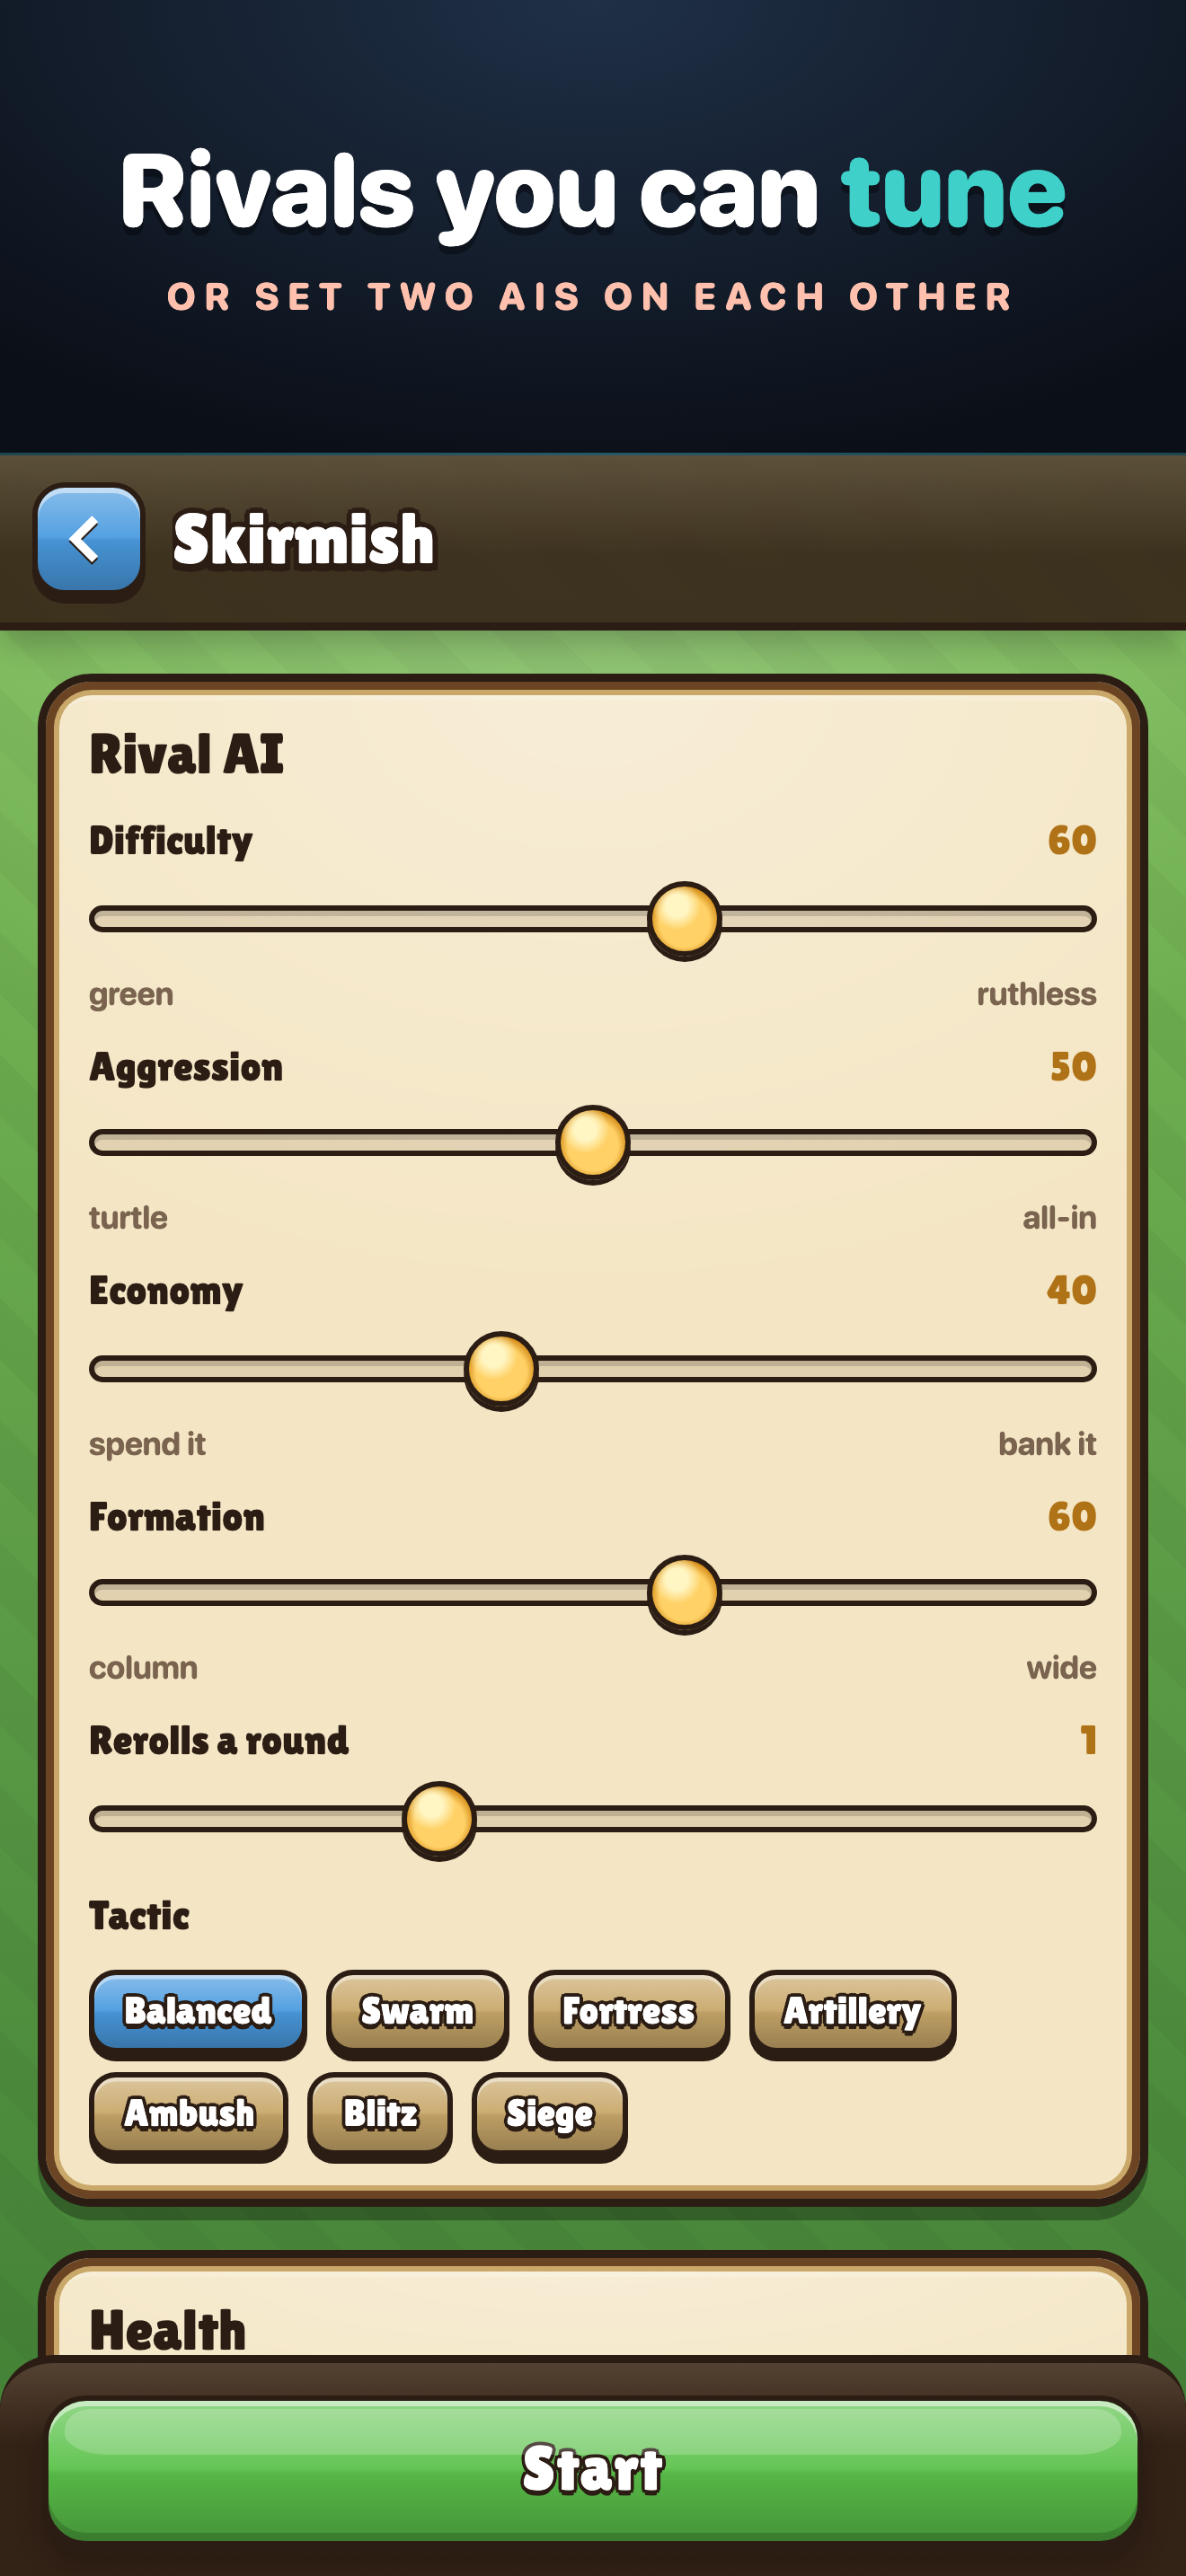 Rivals you can tune
OR SET TWO AIS ON EACH OTHER
Skirmish
Rival AI
Difficulty 60
green ruthless
Aggression 50
turtle all-in
Economy 40
spend it bank it
Formation 60
column wide
Rerolls a round 1
Tactic
Balanced Swarm Fortress Artillery
Ambush Blitz Siege
Health
Start